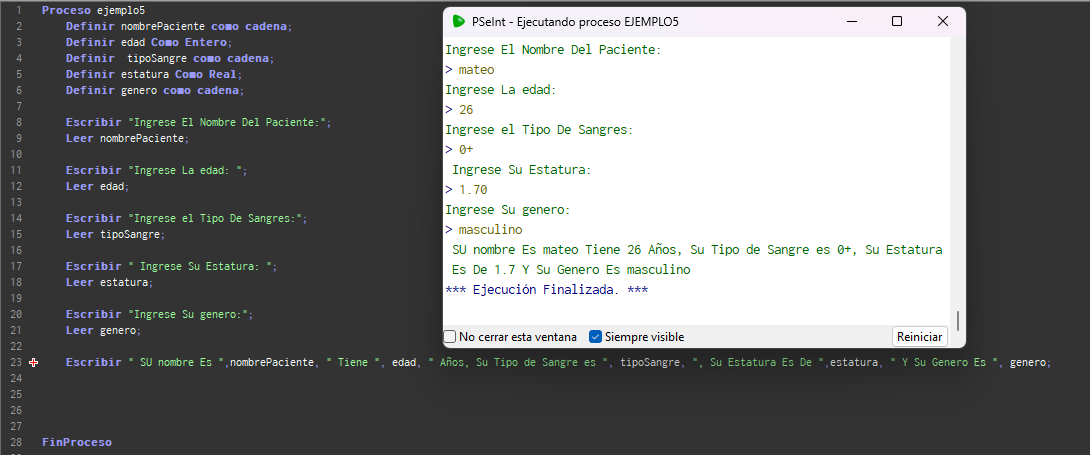 1 Proceso ejemplo5
2 Definir nombrePaciente como cadena;
3 Definir edad Como Entero;
4 Definir  tipoSangre como cadena;
5 Definir estatura Como Real;
6 Definir genero como cadena;
7
8 Escribir "Ingrese El Nombre Del Paciente:";
9 Leer nombrePaciente;
10
11 Escribir "Ingrese La edad: ";
12 Leer edad;
13
14 Escribir "Ingrese el Tipo De Sangres:";
15 Leer tipoSangre;
16
17 Escribir " Ingrese Su Estatura: ";
18 Leer estatura;
19
20 Escribir "Ingrese Su genero:";
21 Leer genero;
22
23 Escribir " SU nombre Es ",nombrePaciente, " Tiene ", edad, " Años, Su Tipo de Sangre es ", tipoSangre, ", Su Estatura Es De ",estatura, " Y Su Genero Es ", genero;
24
25
26
27
28 FinProceso
PSeInt - Ejecutando proceso EJEMPLO5
Ingrese El Nombre Del Paciente:
> mateo
Ingrese La edad:
> 26
Ingrese el Tipo De Sangres:
> 0+
Ingrese Su Estatura:
> 1.70
Ingrese Su genero:
> masculino
SU nombre Es mateo Tiene 26 Años, Su Tipo de Sangre es 0+, Su Estatura
Es De 1.7 Y Su Genero Es masculino
*** Ejecución Finalizada. ***
No cerrar esta ventana
Siempre visible
Reiniciar